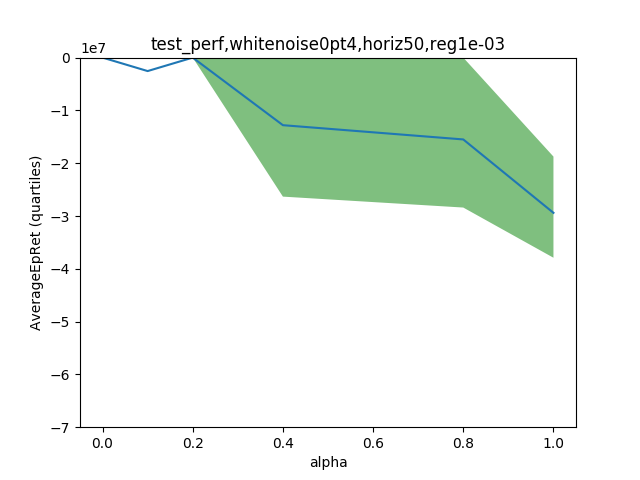 test_perf,whitenoise0pt4,horiz50,reg1e-03
1e7
0
−1
−2
−3
−4
−5
−6
−7
AverageEpRet (quartiles)
0.0 0.2 0.4 0.6 0.8 1.0
alpha